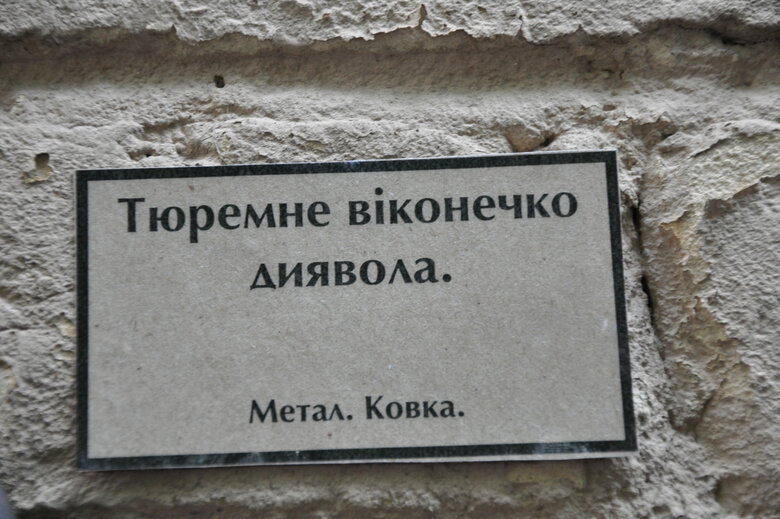 Тюремне віконечко
диявола.
Метал. Ковка.